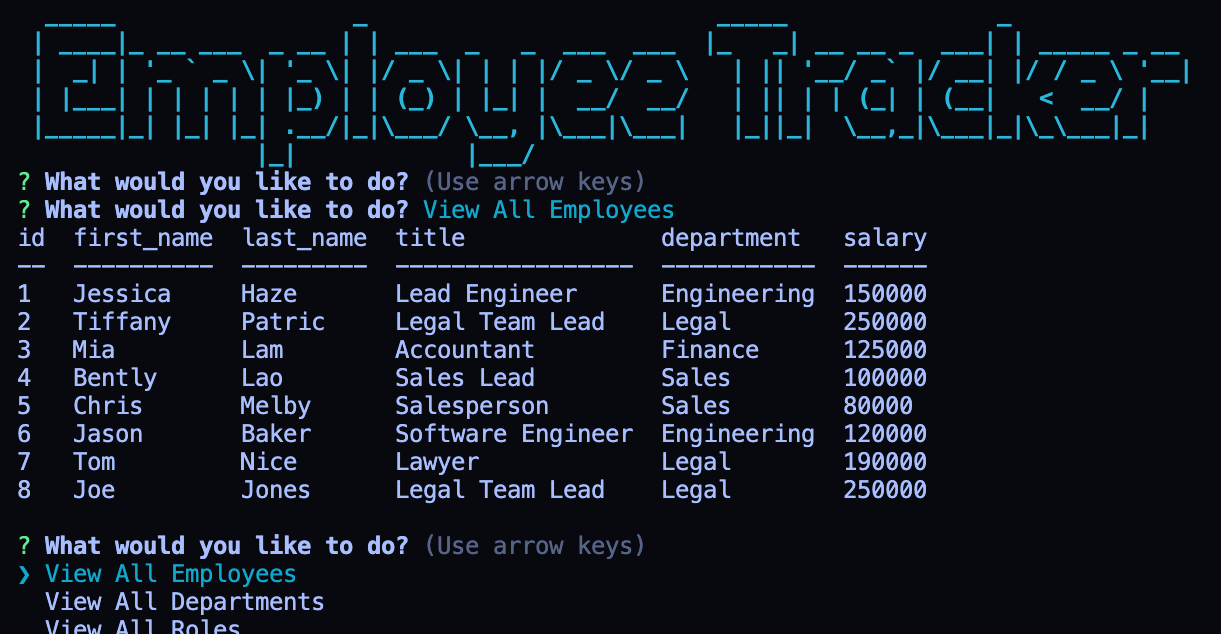 Employee Tracker
? What would you like to do? (Use arrow keys)
? What would you like to do? View All Employees
id  first_name  last_name  title              department   salary
--  ----------  ---------  -----------------  -----------  ------
1   Jessica     Haze       Lead Engineer      Engineering  150000
2   Tiffany     Patric     Legal Team Lead    Legal        250000
3   Mia         Lam        Accountant         Finance      125000
4   Bently      Lao        Sales Lead         Sales        100000
5   Chris       Melby      Salesperson        Sales        80000
6   Jason       Baker      Software Engineer  Engineering  120000
7   Tom         Nice       Lawyer             Legal        190000
8   Joe         Jones      Legal Team Lead    Legal        250000
? What would you like to do? (Use arrow keys)
❯ View All Employees
View All Departments
View All Roles